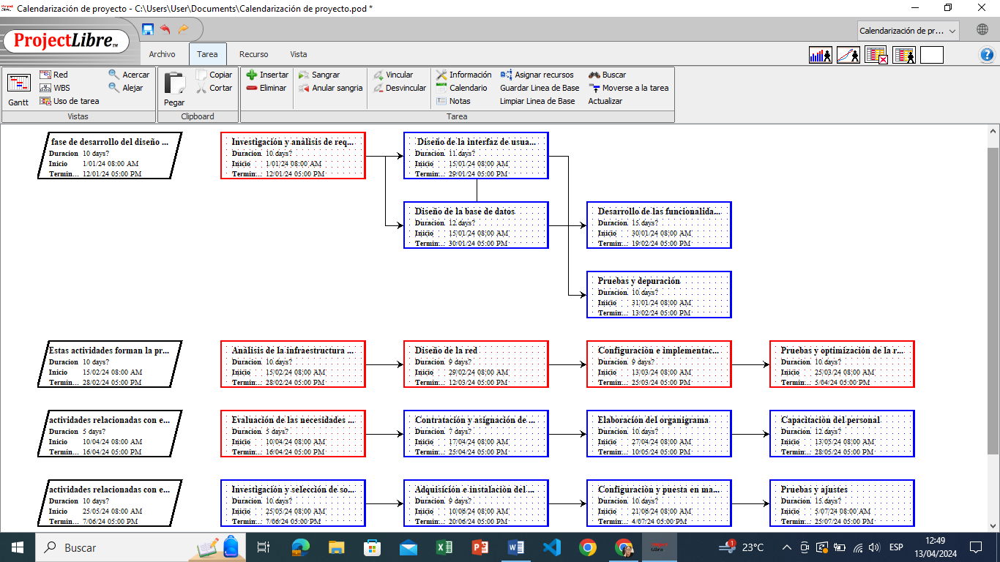 Calendarización de proyecto - C:\Users\User\Documents\Calendarización de proyecto.pod *
ProjectLibre™
Calendarización de pr...
Archivo Tarea Recurso Vista
Gantt
Red
WBS
Uso de tarea
Acercar
Alejar
Vistas
Pegar
Copiar
Cortar
Clipboard
Insertar
Eliminar
Sangrar
Anular sangria
Vincular
Desvincular
Información
Calendario
Notas
Asignar recursos
Guardar Linea de Base
Limpiar Linea de Base
Buscar
Moverse a la tarea
Actualizar
Tarea
fase de desarrollo del diseño ...
Duracion 10 days?
Inicio 1/01/24 08:00 AM
Termin... 12/01/24 05:00 PM
Investigación y análisis de req...
Duracion 10 days?
Inicio 1/01/24 08:00 AM
Termin... 12/01/24 05:00 PM
Diseño de la interfaz de usua...
Duracion 11 days?
Inicio 15/01/24 08:00 AM
Termin... 29/01/24 05:00 PM
Diseño de la base de datos
Duracion 12 days?
Inicio 15/01/24 08:00 AM
Termin... 30/01/24 05:00 PM
Desarrollo de las funcionalida...
Duracion 15 days?
Inicio 30/01/24 08:00 AM
Termin... 19/02/24 05:00 PM
Pruebas y depuración
Duracion 10 days?
Inicio 31/01/24 08:00 AM
Termin... 13/02/24 05:00 PM
Estas actividades forman la pr...
Duracion 10 days?
Inicio 15/02/24 08:00 AM
Termin... 28/02/24 05:00 PM
Análisis de la infraestructura ...
Duracion 10 days?
Inicio 15/02/24 08:00 AM
Termin... 28/02/24 05:00 PM
Diseño de la red
Duracion 9 days?
Inicio 29/02/24 08:00 AM
Termin... 12/03/24 05:00 PM
Configuración e implementac...
Duracion 9 days?
Inicio 13/03/24 08:00 AM
Termin... 25/03/24 05:00 PM
Pruebas y optimización de la r...
Duracion 10 days?
Inicio 25/03/24 08:00 AM
Termin... 5/04/24 05:00 PM
actividades relacionadas con e...
Duracion 5 days?
Inicio 10/04/24 08:00 AM
Termin... 16/04/24 05:00 PM
Evaluación de las necesidades ...
Duracion 5 days?
Inicio 10/04/24 08:00 AM
Termin... 16/04/24 05:00 PM
Contratación y asignación de ...
Duracion 7 days?
Inicio 17/04/24 08:00 AM
Termin... 25/04/24 05:00 PM
Elaboración del organigrama
Duracion 10 days?
Inicio 27/04/24 08:00 AM
Termin... 10/05/24 05:00 PM
Capacitación del personal
Duracion 12 days?
Inicio 13/05/24 08:00 AM
Termin... 28/05/24 05:00 PM
actividades relacionadas con e...
Duracion 10 days?
Inicio 25/05/24 08:00 AM
Termin... 7/06/24 05:00 PM
Investigación y selección de so...
Duracion 10 days?
Inicio 25/05/24 08:00 AM
Termin... 7/06/24 05:00 PM
Adquisición e instalación del ...
Duracion 9 days?
Inicio 10/06/24 08:00 AM
Termin... 20/06/24 05:00 PM
Configuración y puesta en ma...
Duracion 10 days?
Inicio 21/06/24 08:00 AM
Termin... 4/07/24 05:00 PM
Pruebas y ajustes
Duracion 15 days?
Inicio 5/07/24 08:00 AM
Termin... 25/07/24 05:00 PM
Buscar
1
23°C
ESP
12:49
13/04/2024